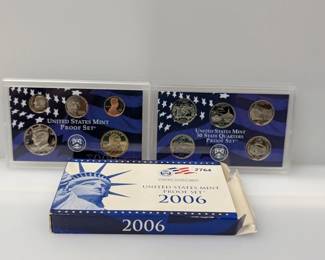 UNITED STATES MINT
PROOF SET
UNITED STATES MINT
50 STATE QUARTERS
PROOF SET
2764
UNITED STATES MINT
PROOF SET
2006
2006